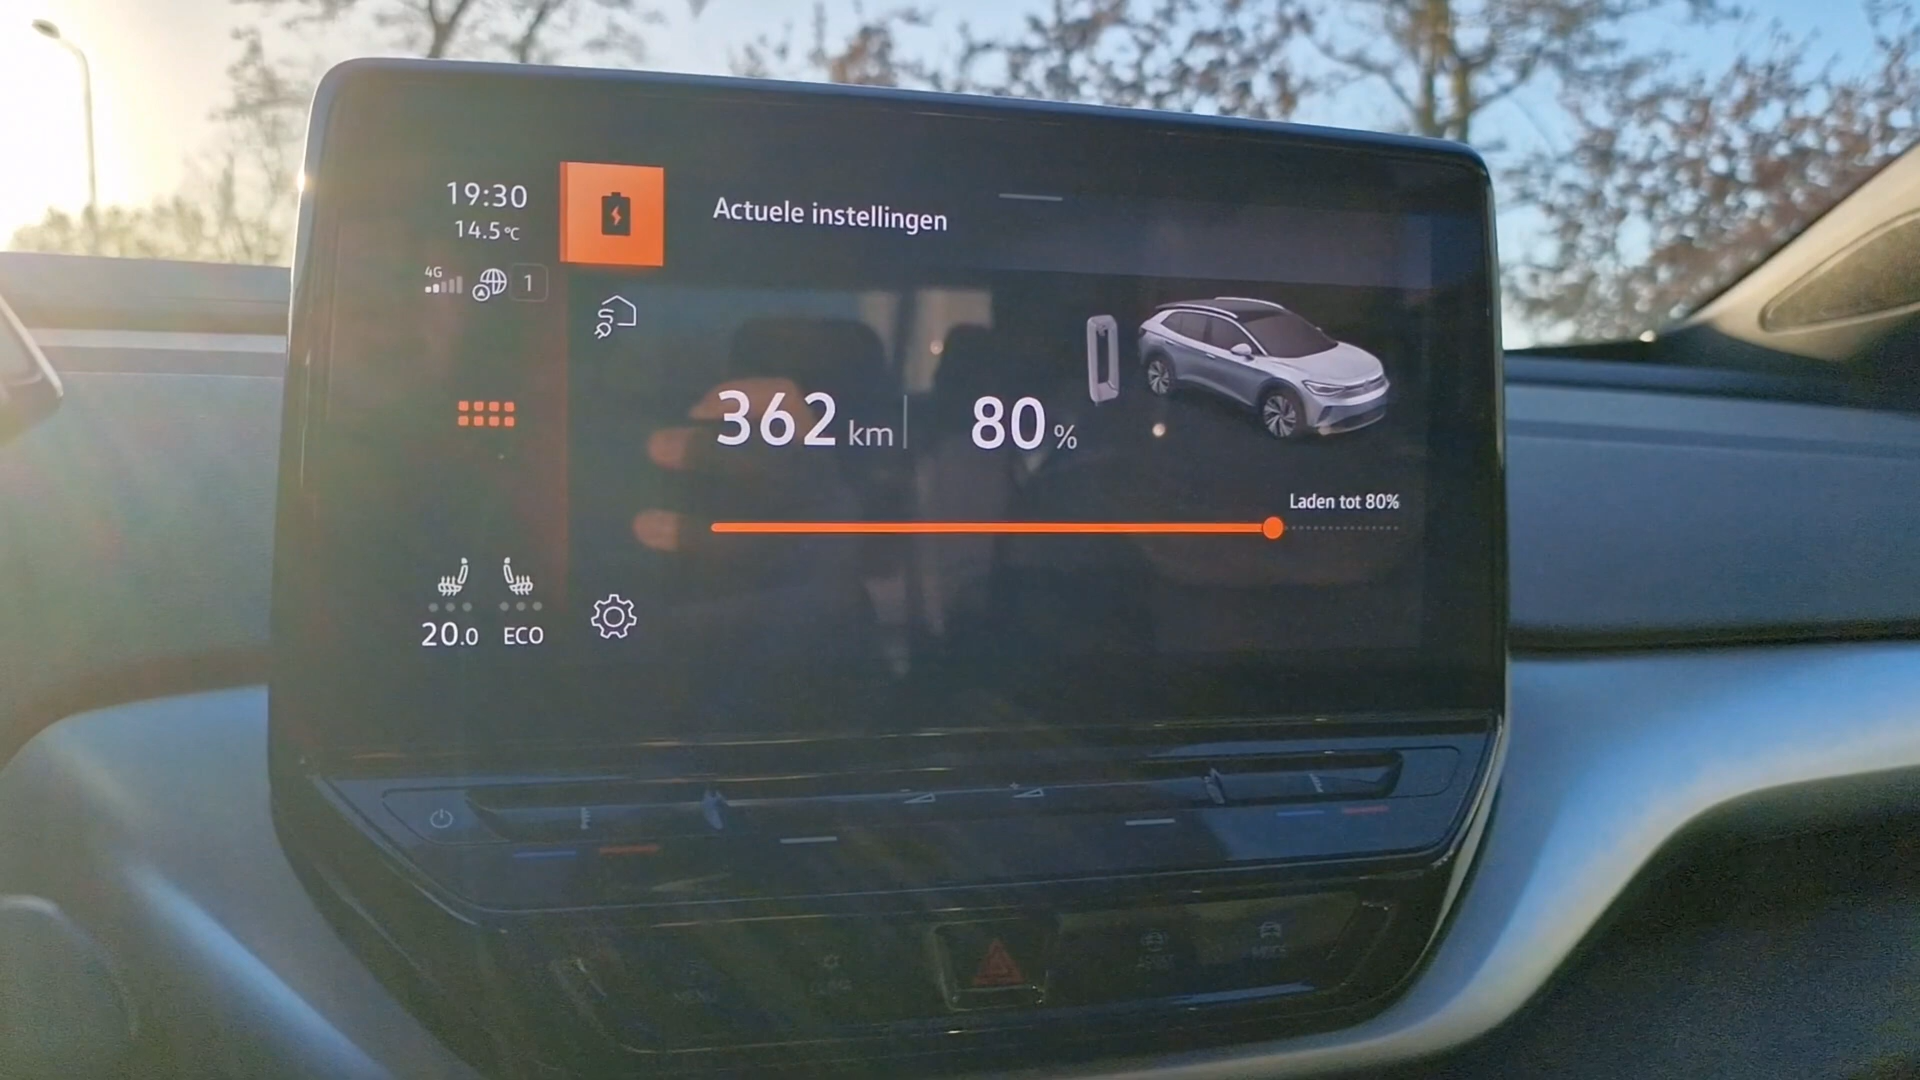 19:30
14.5°C
4G
1
Actuele instellingen
362 km
80 %
Laden tot 80%
20.0
ECO